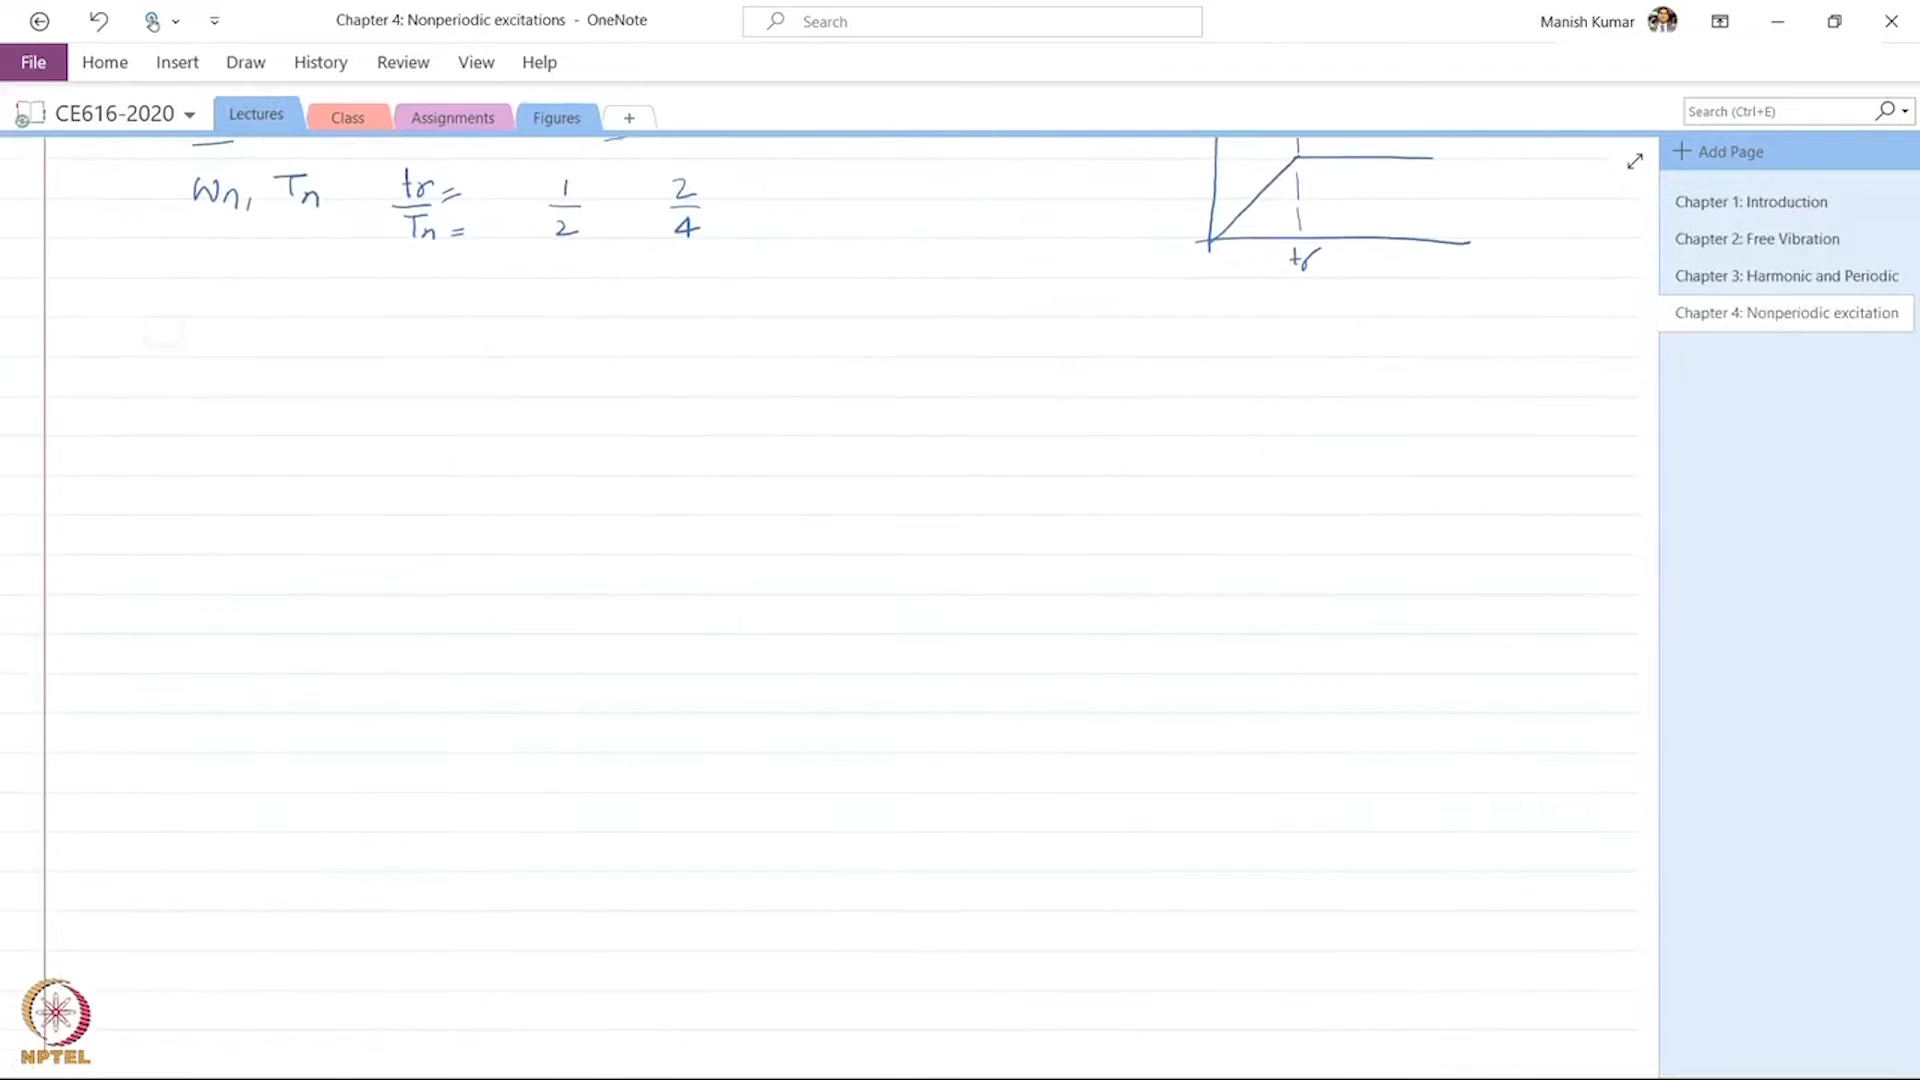 Chapter 4: Nonperiodic excitations - OneNote
Search
Manish Kumar
File Home Insert Draw History Review View Help
CE616-2020 Lectures Class Assignments Figures +
Search (Ctrl+E)
Add Page
Chapter 1: Introduction
Chapter 2: Free Vibration
Chapter 3: Harmonic and Periodic
Chapter 4: Nonperiodic excitation
ωn, Tn tr/Tn = = 1/2 2/4
tr
NPTEL